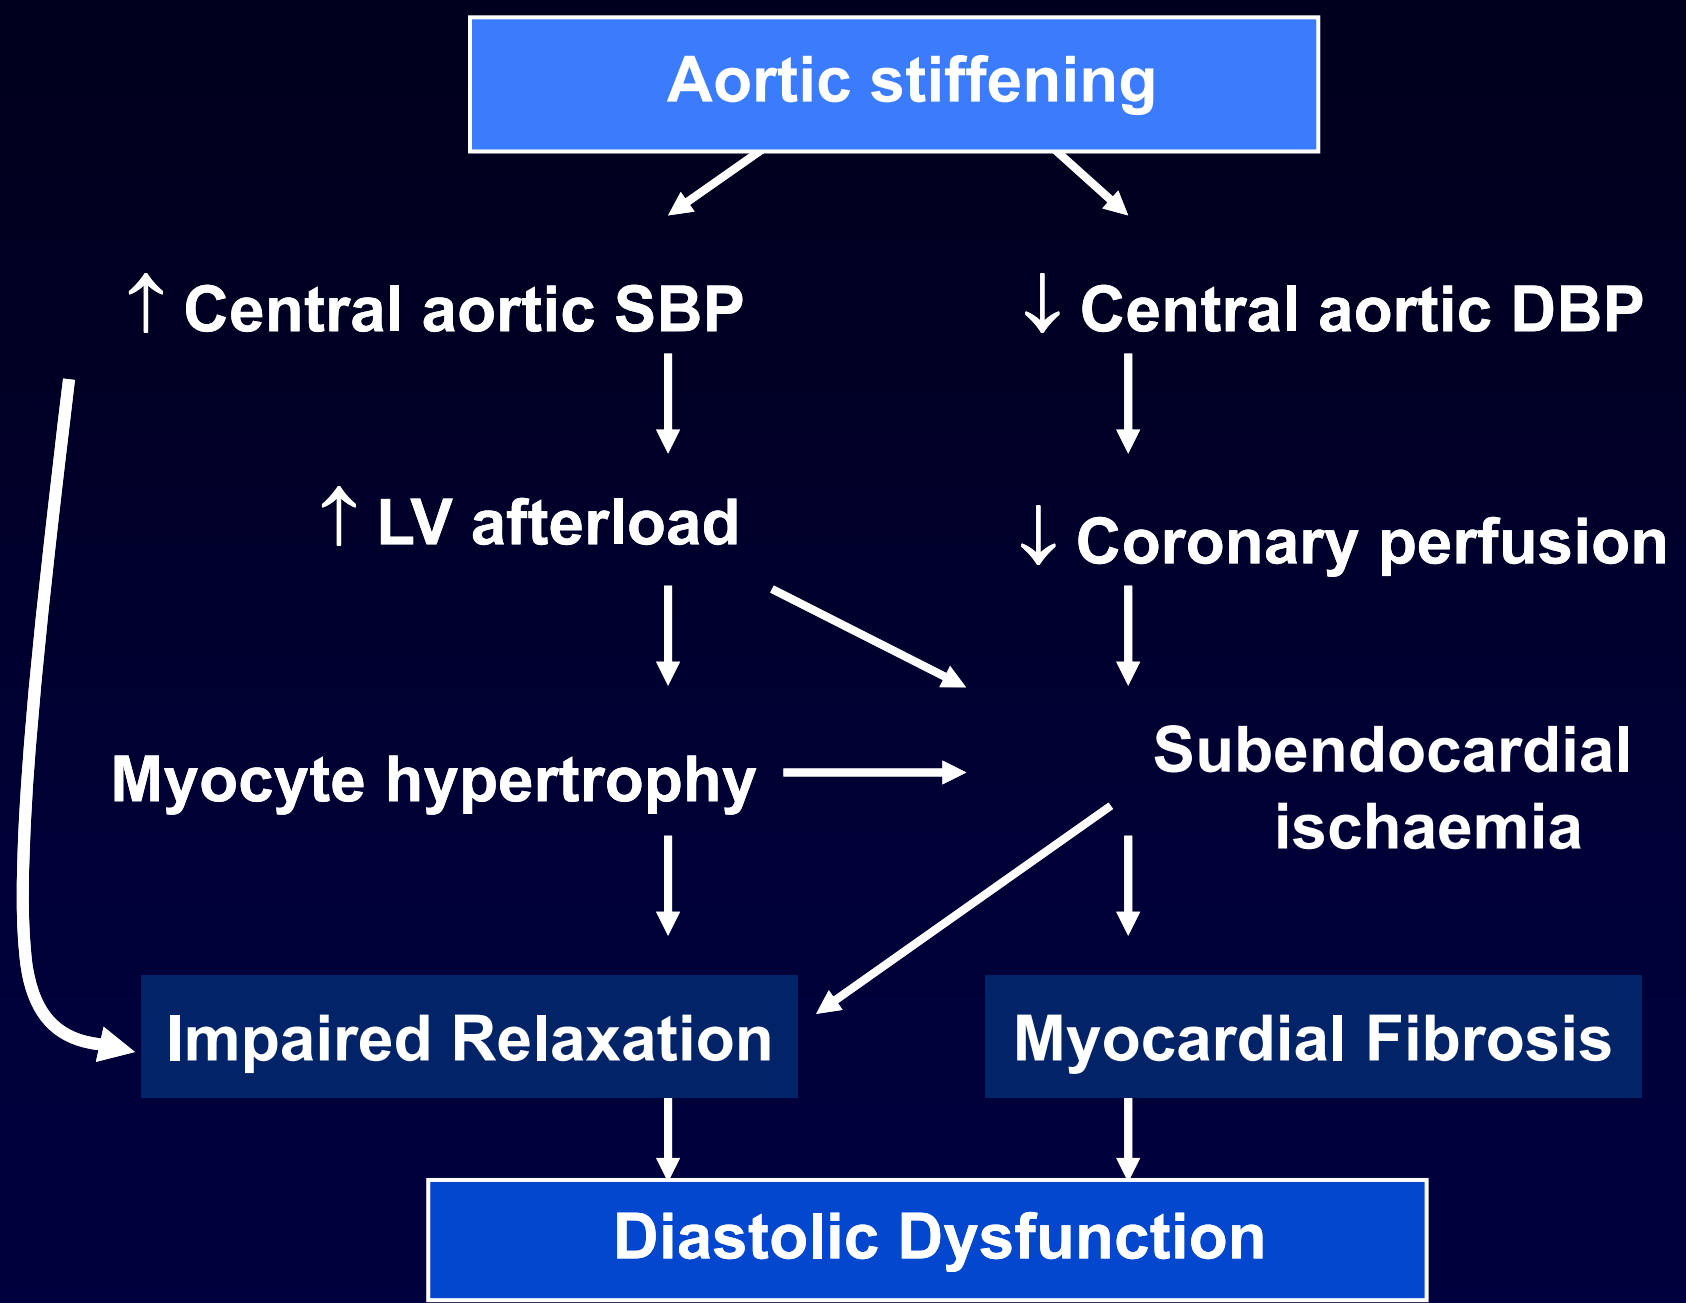 Aortic stiffening
↑ Central aortic SBP
↓ Central aortic DBP
↑ LV afterload
↓ Coronary perfusion
Myocyte hypertrophy
Subendocardial
ischaemia
Impaired Relaxation
Myocardial Fibrosis
Diastolic Dysfunction